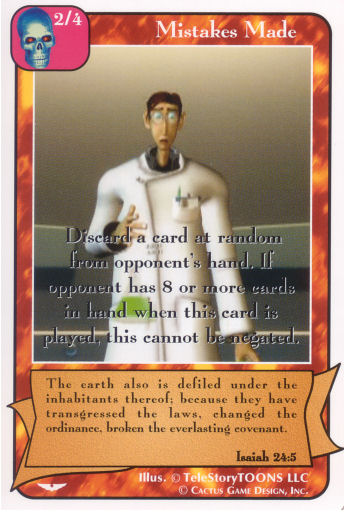 2/4
Mistakes Made
Discard a card at random
from opponent's hand. If
opponent has 8 or more cards
in hand when this card is
played, this cannot be negated.
The earth also is defiled under the
inhabitants thereof; because they have
transgressed the laws, changed the
ordinance, broken the everlasting covenant.
Isaiah 24:5
Illus. © TeleStoryTOONS LLC
© Cactus Game Design, Inc.